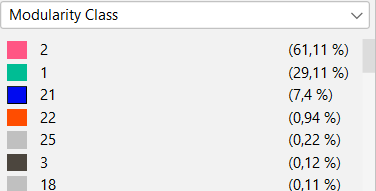 Modularity Class
2 (61,11 %)
1 (29,11 %)
21 (7,4 %)
22 (0,94 %)
25 (0,22 %)
3 (0,12 %)
18 (0,11 %)